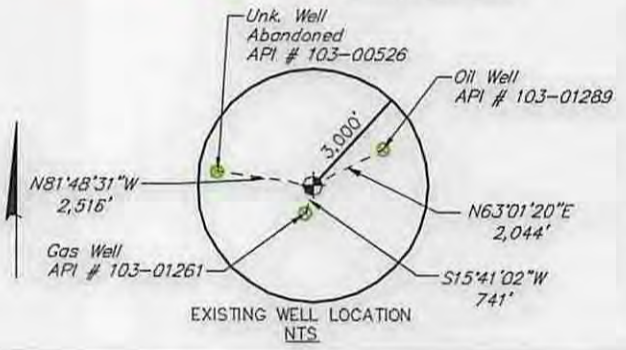 Unk. Well
Abandoned
API # 103-00526
Oil Well
API # 103-01289
3,000'
N81°48'31"W
2,516'
N63°01'20"E
2,044'
Gas Well
API # 103-01261
S15°41'02"W
741'
EXISTING WELL LOCATION
NTS